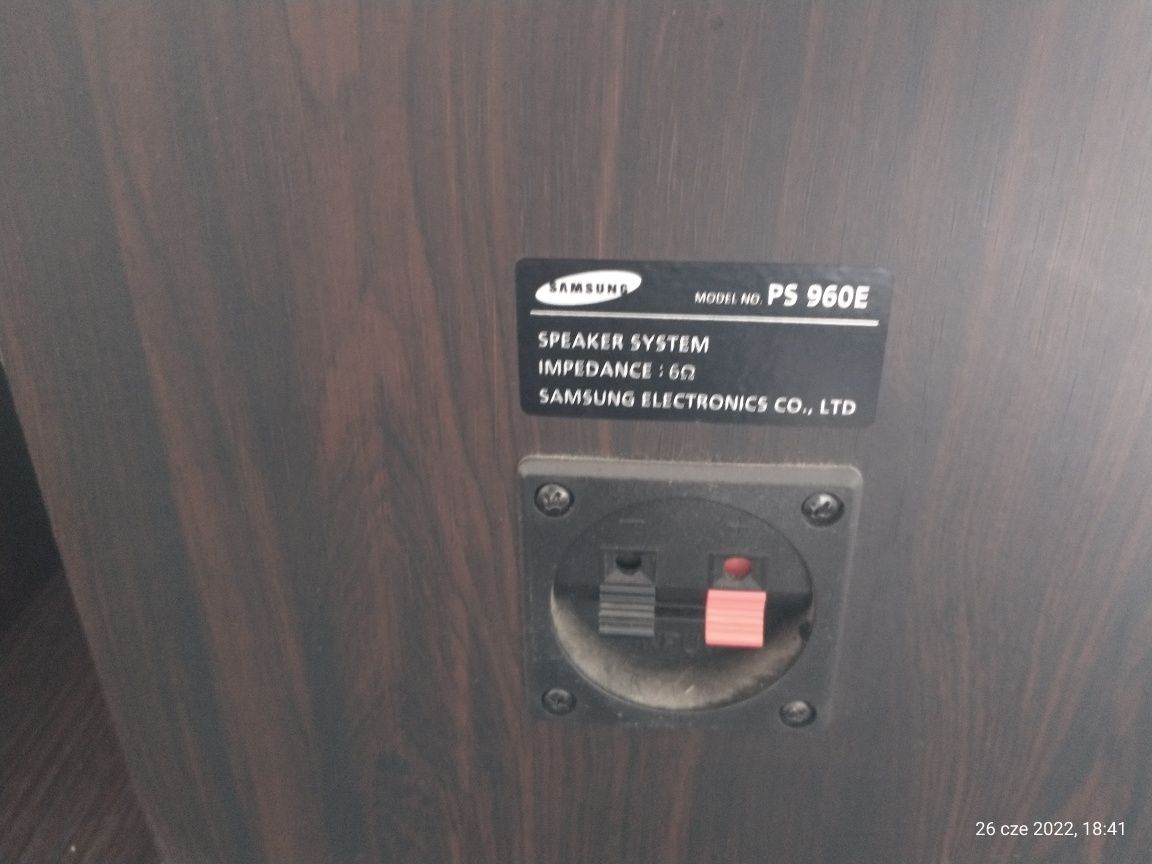 SAMSUNG
MODEL NO. PS 960E
SPEAKER SYSTEM
IMPEDANCE : 6Ω
SAMSUNG ELECTRONICS CO., LTD
− +
26 cze 2022, 18:41